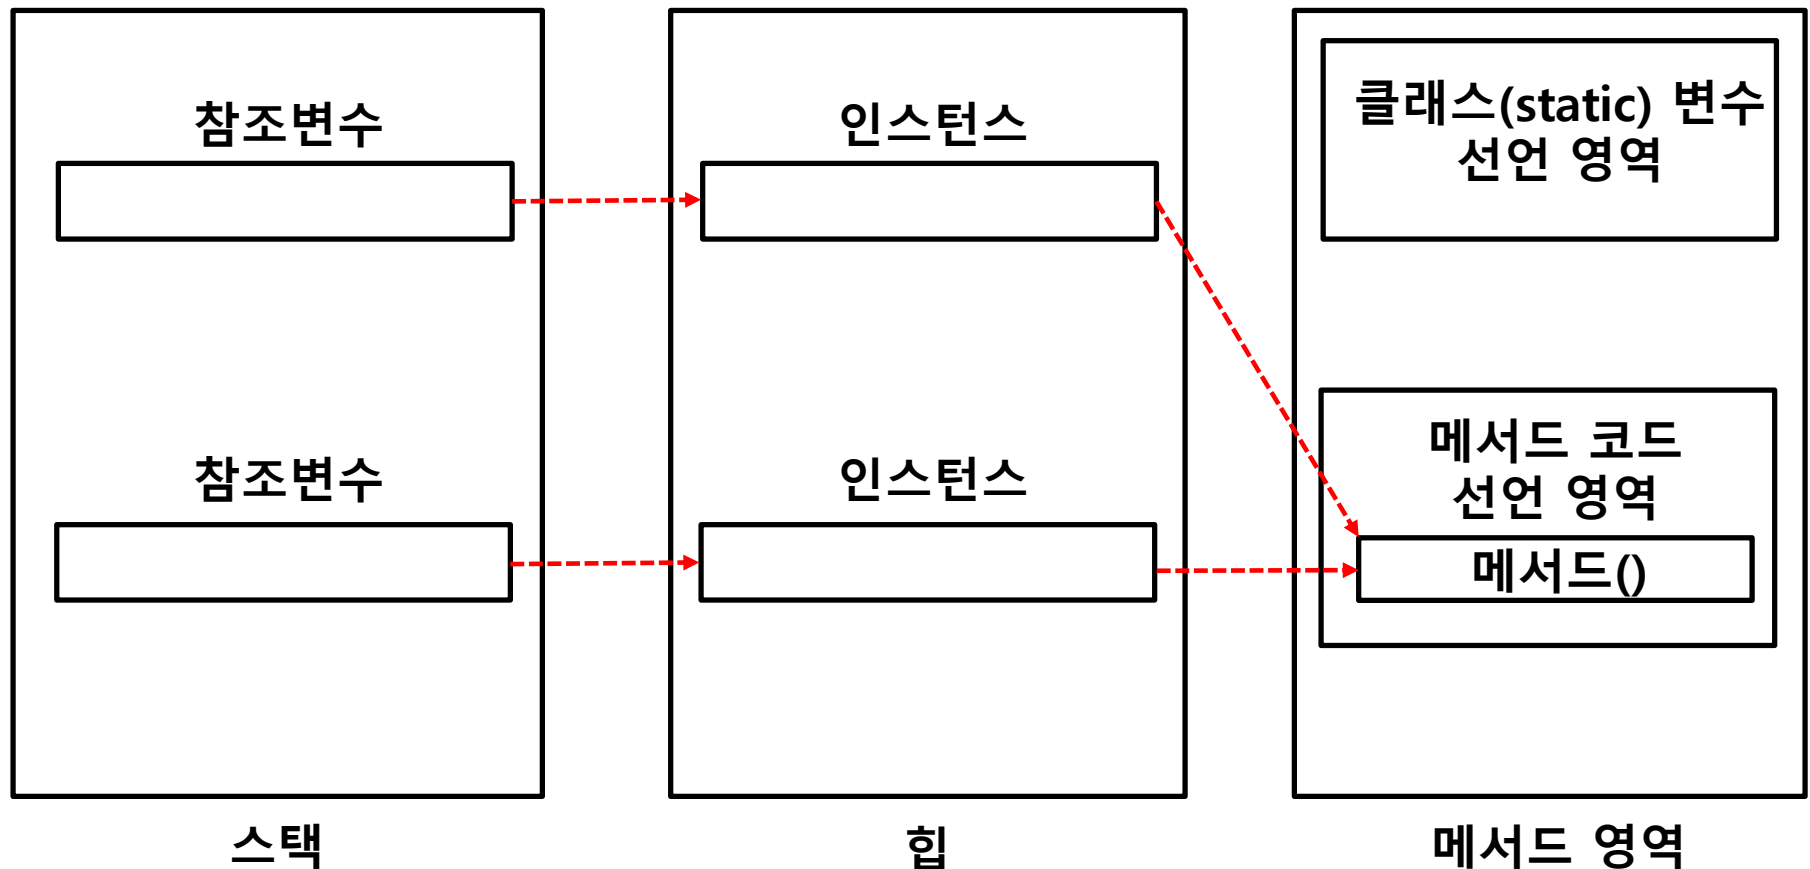 참조변수
인스턴스
클래스(static) 변수
선언 영역
참조변수
인스턴스
메서드 코드
선언 영역
메서드()
스택
힙
메서드 영역